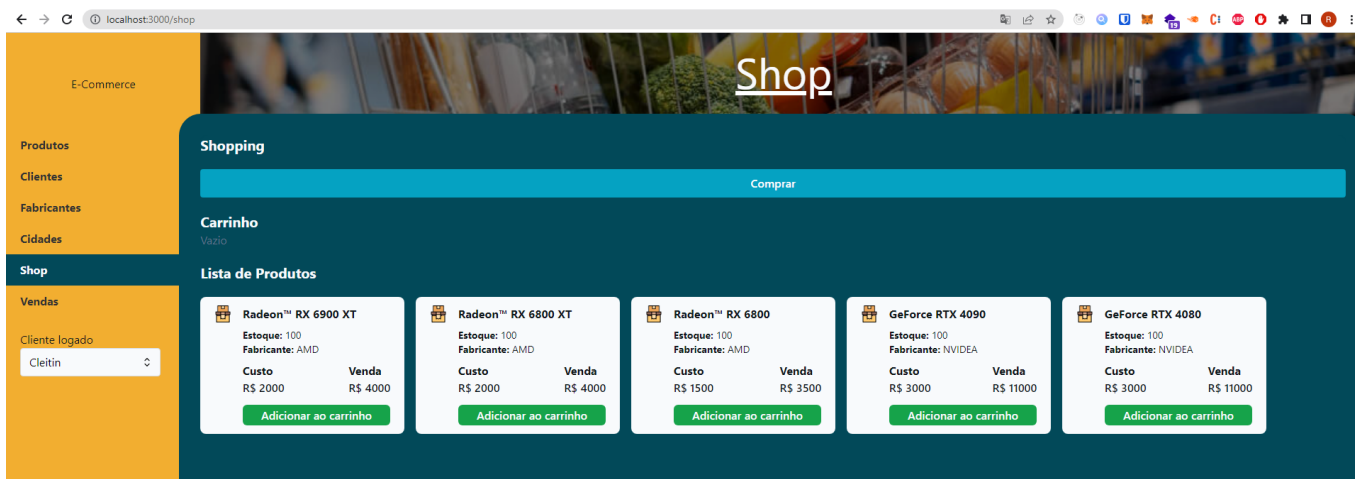 localhost:3000/shop
19
ABP
R
E-Commerce
Shop
Produtos
Clientes
Fabricantes
Cidades
Shop
Vendas
Cliente logado
Cleitin
Shopping
Comprar
Carrinho
Vazio
Lista de Produtos
Radeon™ RX 6900 XT
Estoque: 100
Fabricante: AMD
Custo Venda
R$ 2000 R$ 4000
Adicionar ao carrinho
Radeon™ RX 6800 XT
Estoque: 100
Fabricante: AMD
Custo Venda
R$ 2000 R$ 4000
Adicionar ao carrinho
Radeon™ RX 6800
Estoque: 100
Fabricante: AMD
Custo Venda
R$ 1500 R$ 3500
Adicionar ao carrinho
GeForce RTX 4090
Estoque: 100
Fabricante: NVIDEA
Custo Venda
R$ 3000 R$ 11000
Adicionar ao carrinho
GeForce RTX 4080
Estoque: 100
Fabricante: NVIDEA
Custo Venda
R$ 3000 R$ 11000
Adicionar ao carrinho